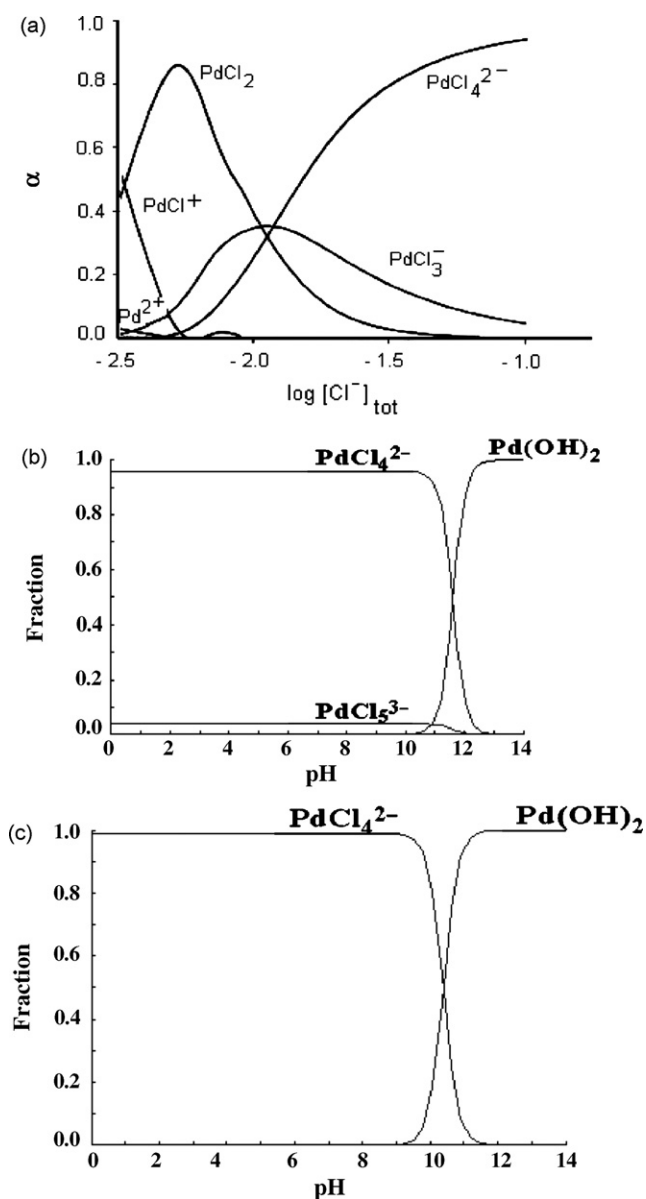 (a)
1.0
0.8
0.6
0.4
0.2
0.0
α
PdCl₂
PdCl₄²⁻
PdCl⁺
PdCl₃⁻
Pd²⁺
- 2.5 - 2.0 - 1.5 - 1.0
log [Cl⁻]tot
(b)
PdCl₄²⁻ Pd(OH)₂
1.0
0.8
0.6
0.4
0.2
0.0
Fraction
PdCl₅³⁻
0 2 4 6 8 10 12 14
pH
(c)
PdCl₄²⁻ Pd(OH)₂
1.0
0.8
0.6
0.4
0.2
0.0
Fraction
0 2 4 6 8 10 12 14
pH